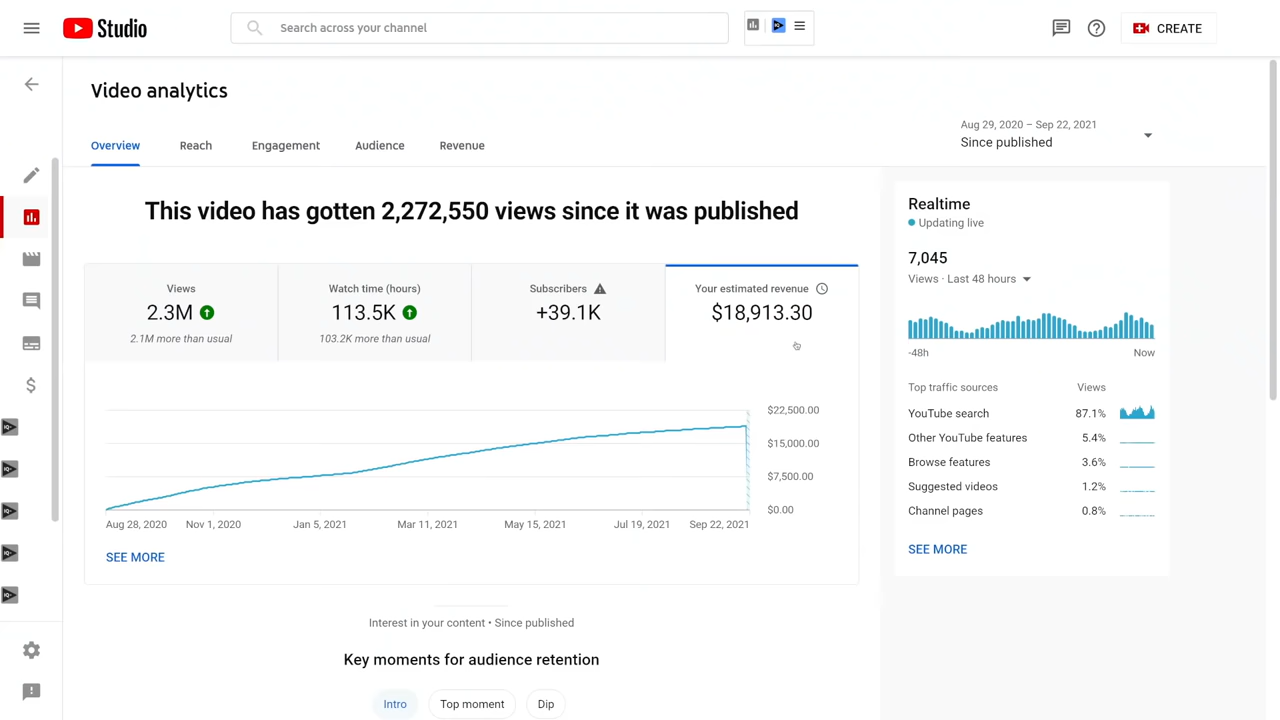 Studio
Search across your channel
CREATE
Video analytics
Overview
Reach
Engagement
Audience
Revenue
Aug 29, 2020 – Sep 22, 2021
Since published
This video has gotten 2,272,550 views since it was published
Views
2.3M
2.1M more than usual
Watch time (hours)
113.5K
103.2K more than usual
Subscribers
+39.1K
Your estimated revenue
$18,913.30
$22,500.00
$15,000.00
$7,500.00
$0.00
Aug 28, 2020 Nov 1, 2020 Jan 5, 2021 Mar 11, 2021 May 15, 2021 Jul 19, 2021 Sep 22, 2021
SEE MORE
Realtime
Updating live
7,045
Views · Last 48 hours
-48h Now
Top traffic sources Views
YouTube search 87.1%
Other YouTube features 5.4%
Browse features 3.6%
Suggested videos 1.2%
Channel pages 0.8%
SEE MORE
Interest in your content • Since published
Key moments for audience retention
Intro
Top moment
Dip